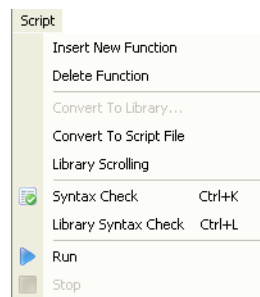 Script
Insert New Function
Delete Function
Convert To Library...
Convert To Script File
Library Scrolling
Syntax Check Ctrl+K
Library Syntax Check Ctrl+L
Run
Stop